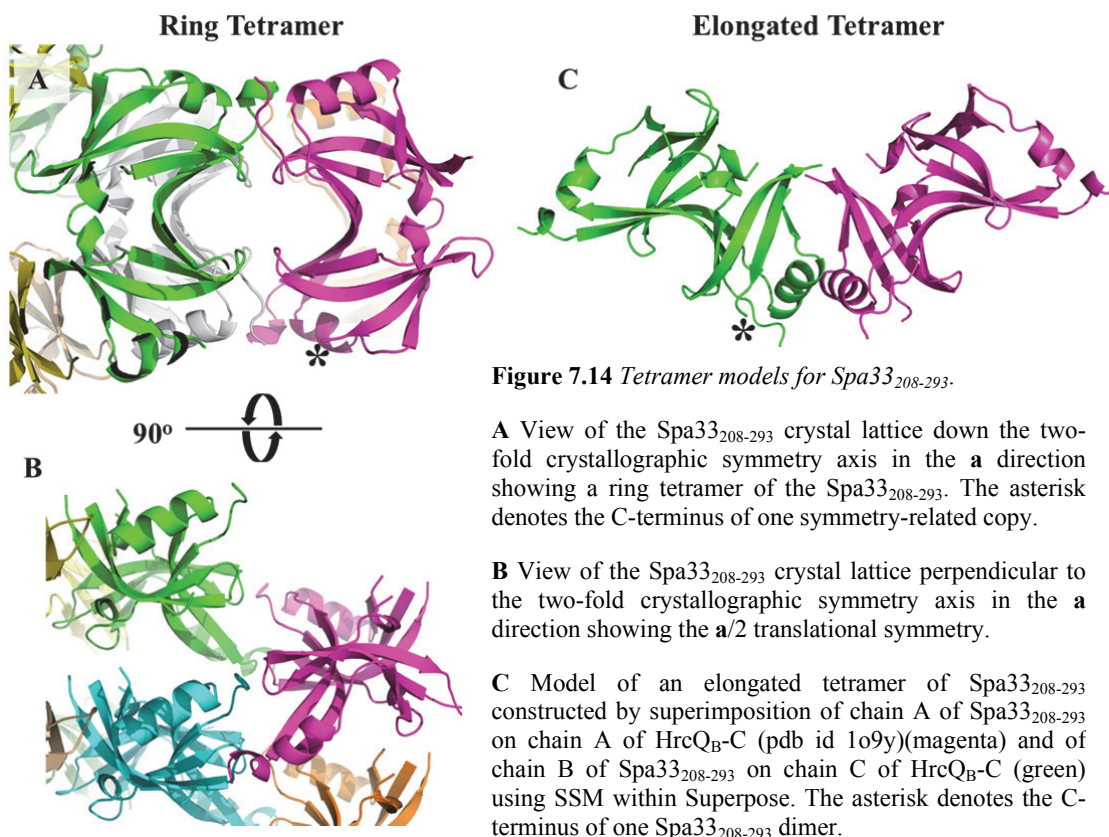 Ring Tetramer
Elongated Tetramer
A
C
*
*
90°
B
Figure 7.14 Tetramer models for Spa33208-293.
A View of the Spa33208-293 crystal lattice down the two-
fold crystallographic symmetry axis in the a direction
showing a ring tetramer of the Spa33208-293. The asterisk
denotes the C-terminus of one symmetry-related copy.
B View of the Spa33208-293 crystal lattice perpendicular to
the two-fold crystallographic symmetry axis in the a
direction showing the a/2 translational symmetry.
C Model of an elongated tetramer of Spa33208-293
constructed by superimposition of chain A of Spa33208-293
on chain A of HrcQB-C (pdb id 1o9y)(magenta) and of
chain B of Spa33208-293 on chain C of HrcQB-C (green)
using SSM within Superpose. The asterisk denotes the C-
terminus of one Spa33208-293 dimer.